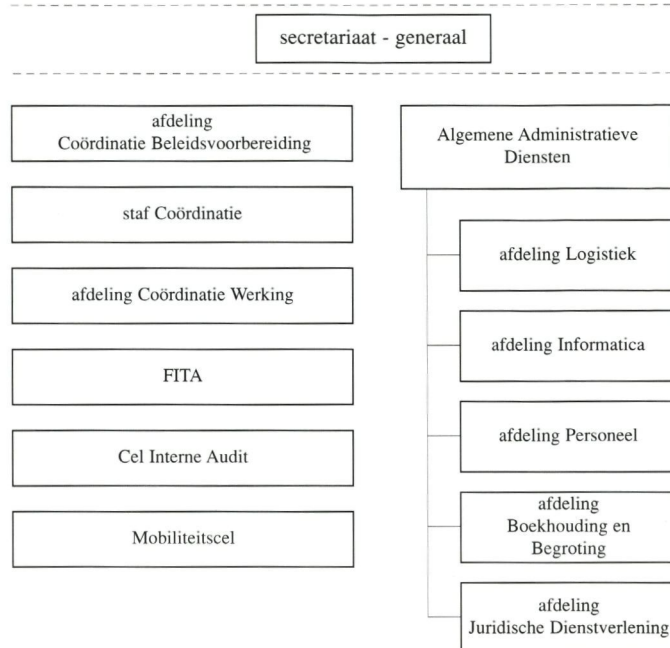 secretariaat - generaal
afdeling
Coördinatie Beleidsvoorbereiding
staf Coördinatie
afdeling Coördinatie Werking
FITA
Cel Interne Audit
Mobiliteitscel
Algemene Administratieve
Diensten
afdeling Logistiek
afdeling Informatica
afdeling Personeel
afdeling
Boekhouding en
Begroting
afdeling
Juridische Dienstverlening